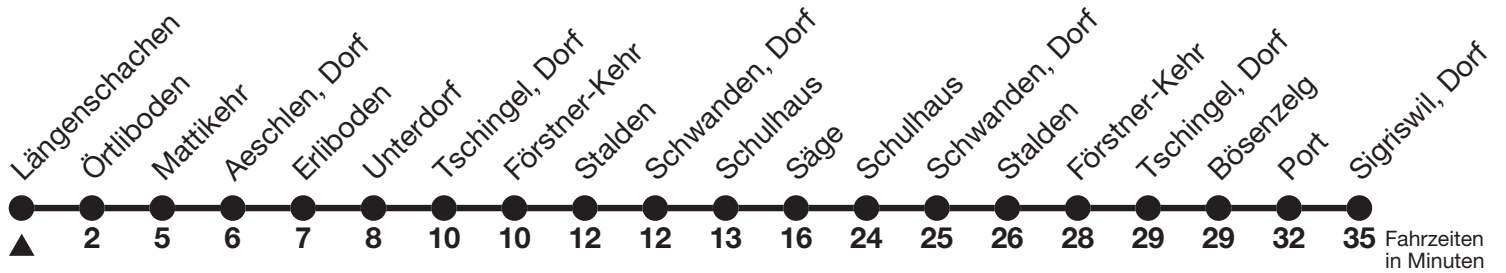 Längenschachen
Örtliboden
Mattikehr
Aeschlen, Dorf
Erliboden
Unterdorf
Tschingel, Dorf
Förstner-Kehr
Stalden
Schwanden, Dorf
Schulhaus
Säge
Schulhaus
Schwanden, Dorf
Stalden
Förstner-Kehr
Tschingel, Dorf
Bösenzelg
Port
Sigriswil, Dorf
2 5 6 7 8 10 10 12 12 13 16 24 25 26 28 29 29 32 35 Fahrzeiten
in Minuten